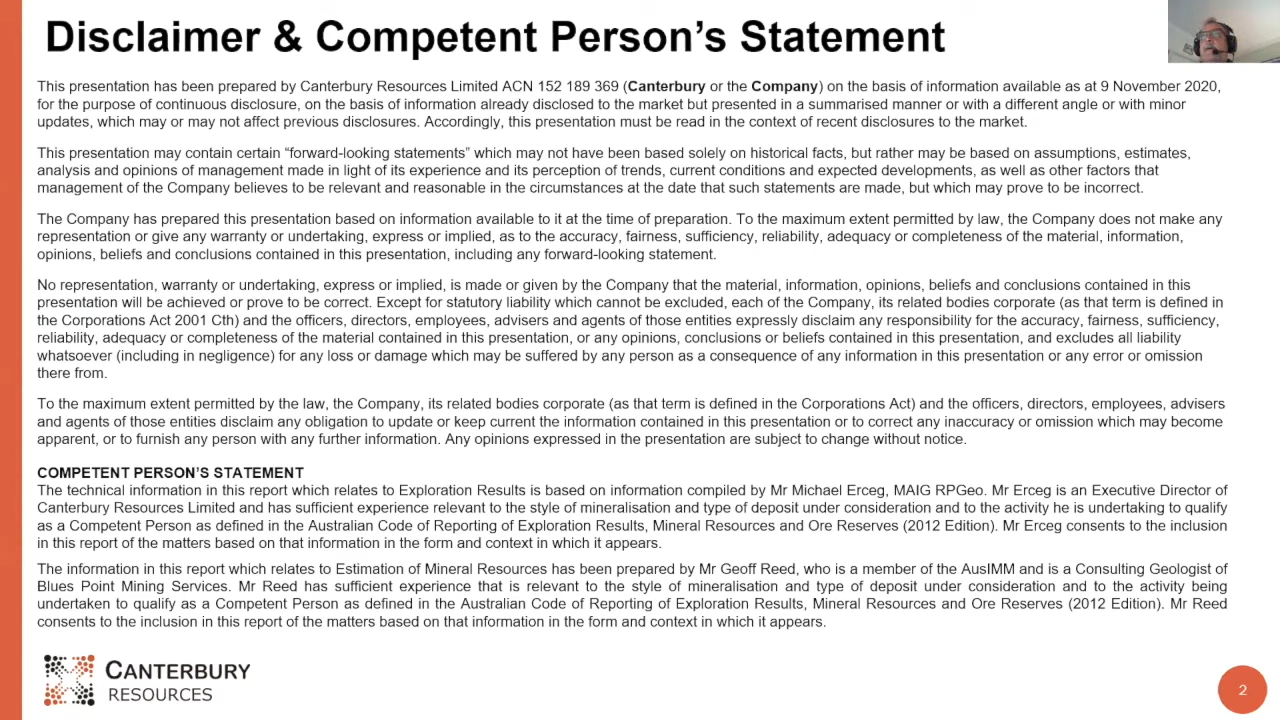 Disclaimer & Competent Person's Statement
This presentation has been prepared by Canterbury Resources Limited ACN 152 189 369 (Canterbury or the Company) on the basis of information available as at 9 November 2020,
for the purpose of continuous disclosure, on the basis of information already disclosed to the market but presented in a summarised manner or with a different angle or with minor
updates, which may or may not affect previous disclosures. Accordingly, this presentation must be read in the context of recent disclosures to the market.
This presentation may contain certain “forward-looking statements” which may not have been based solely on historical facts, but rather may be based on assumptions, estimates,
analysis and opinions of management made in light of its experience and its perception of trends, current conditions and expected developments, as well as other factors that
management of the Company believes to be relevant and reasonable in the circumstances at the date that such statements are made, but which may prove to be incorrect.
The Company has prepared this presentation based on information available to it at the time of preparation. To the maximum extent permitted by law, the Company does not make any
representation or give any warranty or undertaking, express or implied, as to the accuracy, fairness, sufficiency, reliability, adequacy or completeness of the material, information,
opinions, beliefs and conclusions contained in this presentation, including any forward-looking statement.
No representation, warranty or undertaking, express or implied, is made or given by the Company that the material, information, opinions, beliefs and conclusions contained in this
presentation will be achieved or prove to be correct. Except for statutory liability which cannot be excluded, each of the Company, its related bodies corporate (as that term is defined in
the Corporations Act 2001 Cth) and the officers, directors, employees, advisers and agents of those entities expressly disclaim any responsibility for the accuracy, fairness, sufficiency,
reliability, adequacy or completeness of the material contained in this presentation, or any opinions, conclusions or beliefs contained in this presentation, and excludes all liability
whatsoever (including in negligence) for any loss or damage which may be suffered by any person as a consequence of any information in this presentation or any error or omission
there from.
To the maximum extent permitted by the law, the Company, its related bodies corporate (as that term is defined in the Corporations Act) and the officers, directors, employees, advisers
and agents of those entities disclaim any obligation to update or keep current the information contained in this presentation or to correct any inaccuracy or omission which may become
apparent, or to furnish any person with any further information. Any opinions expressed in the presentation are subject to change without notice.
COMPETENT PERSON'S STATEMENT
The technical information in this report which relates to Exploration Results is based on information compiled by Mr Michael Erceg, MAIG RPGeo. Mr Erceg is an Executive Director of
Canterbury Resources Limited and has sufficient experience relevant to the style of mineralisation and type of deposit under consideration and to the activity he is undertaking to qualify
as a Competent Person as defined in the Australian Code of Reporting of Exploration Results, Mineral Resources and Ore Reserves (2012 Edition). Mr Erceg consents to the inclusion
in this report of the matters based on that information in the form and context in which it appears.
The information in this report which relates to Estimation of Mineral Resources has been prepared by Mr Geoff Reed, who is a member of the AusIMM and is a Consulting Geologist of
Blues Point Mining Services. Mr Reed has sufficient experience that is relevant to the style of mineralisation and type of deposit under consideration and to the activity being
undertaken to qualify as a Competent Person as defined in the Australian Code of Reporting of Exploration Results, Mineral Resources and Ore Reserves (2012 Edition). Mr Reed
consents to the inclusion in this report of the matters based on that information in the form and context in which it appears.
CANTERBURY
RESOURCES
2